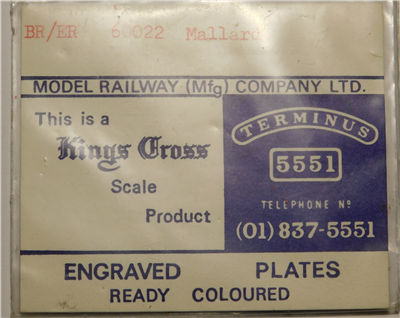 BR/ER 60022 Mallard
MODEL RAILWAY (Mfg) COMPANY LTD.
This is a
Kings Cross
Scale
Product
TERMINUS
5551
TELEPHONE Nº
(01) 837-5551
ENGRAVED PLATES
READY COLOURED